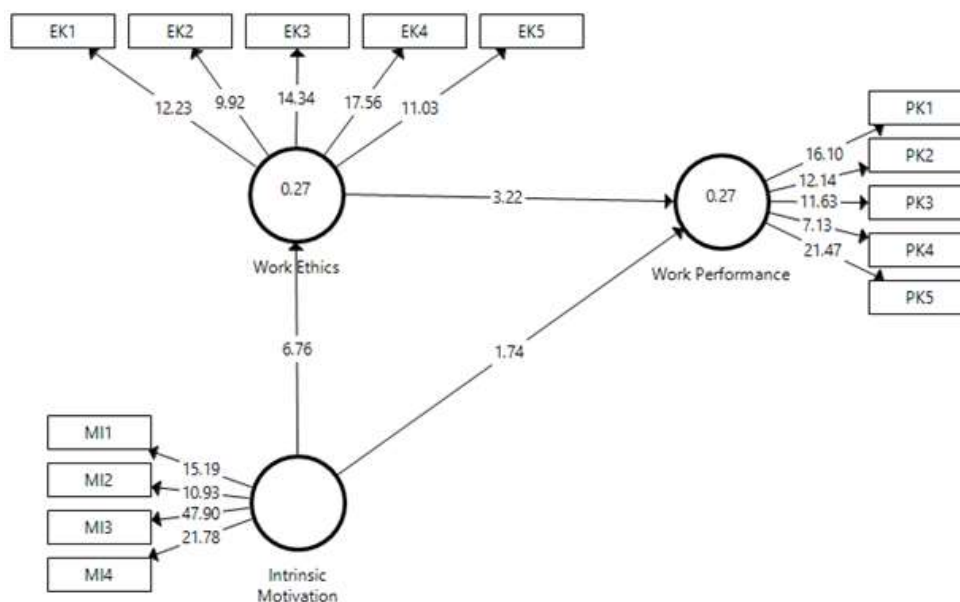 EK1 EK2 EK3 EK4 EK5
12.23 9.92 14.34 17.56 11.03
PK1
16.10
PK2
12.14
0.27 3.22 0.27 11.63 PK3
7.13
PK4
21.47
Work Ethics Work Performance
PK5
6.76 1.74
MI1
15.19
MI2
10.93
47.90
MI3
21.78
MI4
Intrinsic
Motivation